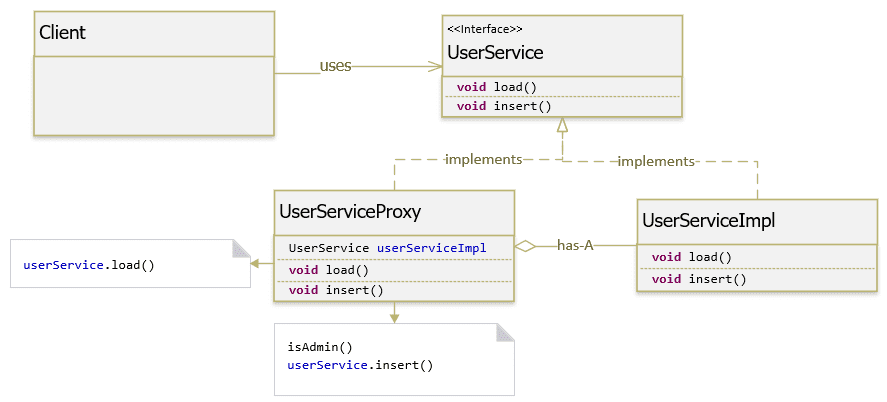 Client
<<Interface>>
UserService
uses
void load()
void insert()
implements
implements
UserServiceProxy
UserServiceImpl
UserService userServiceImpl
has-A
void load()
void insert()
void load()
void insert()
userService.load()
isAdmin()
userService.insert()